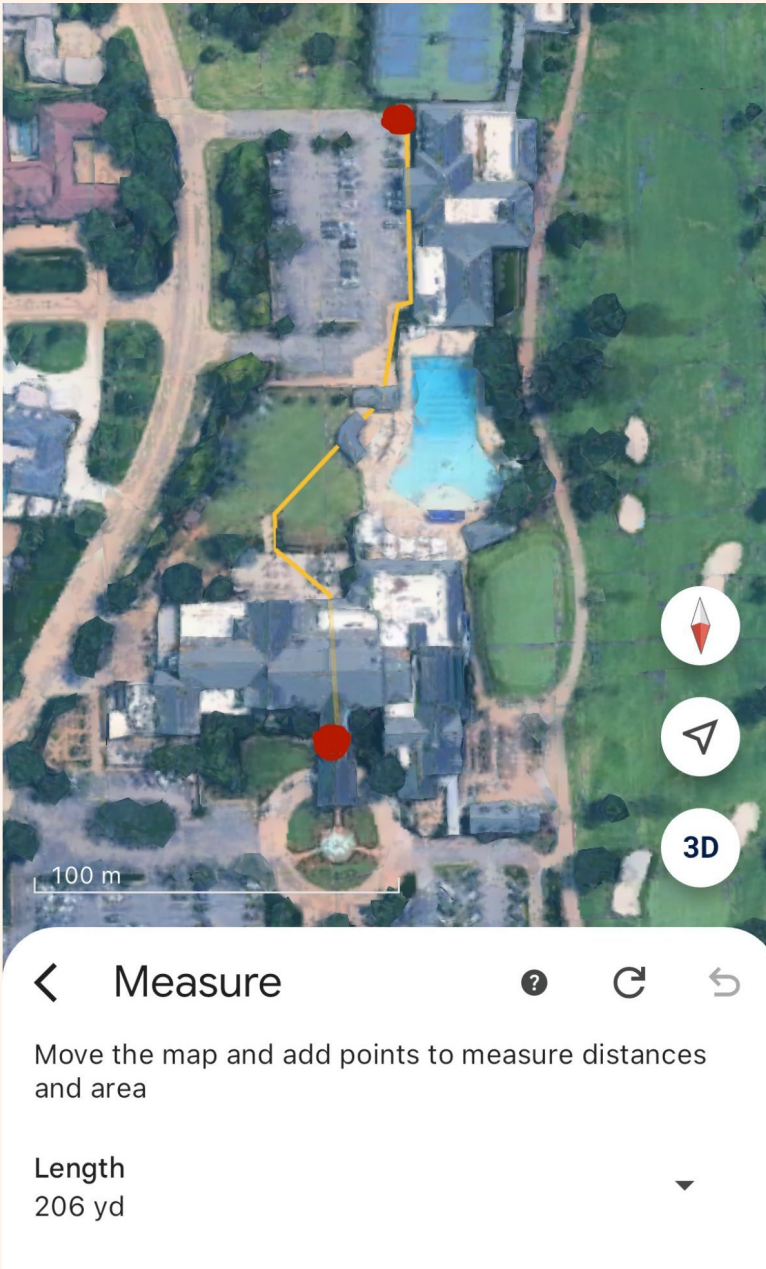 3D
100 m
Measure
?
Move the map and add points to measure distances
and area
Length
206 yd